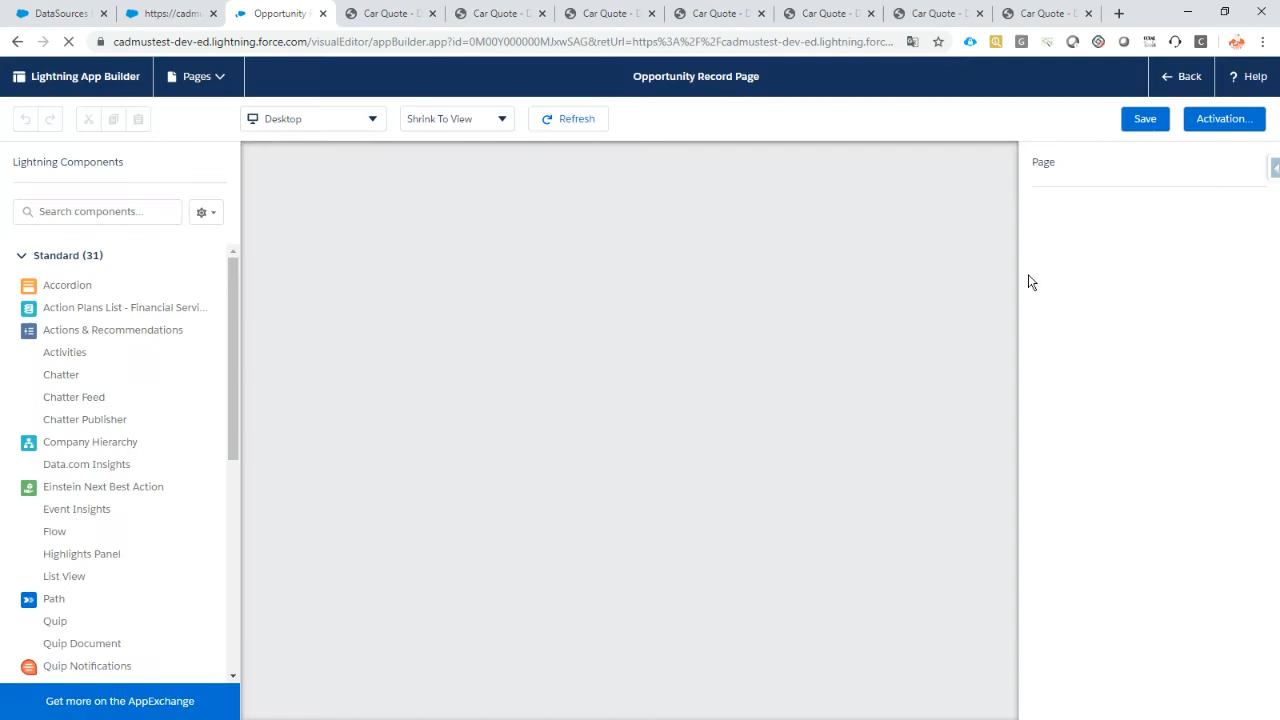 DataSources
https://cadmu
Opportunity
Car Quote - D
Car Quote - D
Car Quote - D
Car Quote - D
Car Quote - D
Car Quote - D
Car Quote - D
cadmustest-dev-ed.lightning.force.com/visualEditor/appBuilder.app?id=0M00Y000000MJxwSAG&retUrl=https%3A%2F%2Fcadmustest-dev-ed.lightning.forc...
Lightning App Builder
Pages
Opportunity Record Page
Back
? Help
Desktop
Shrink To View
Refresh
Save
Activation...
Lightning Components
Page
Search components...
Standard (31)
Accordion
Action Plans List - Financial Servi...
Actions & Recommendations
Activities
Chatter
Chatter Feed
Chatter Publisher
Company Hierarchy
Data.com Insights
Einstein Next Best Action
Event Insights
Flow
Highlights Panel
List View
Path
Quip
Quip Document
Quip Notifications
Get more on the AppExchange